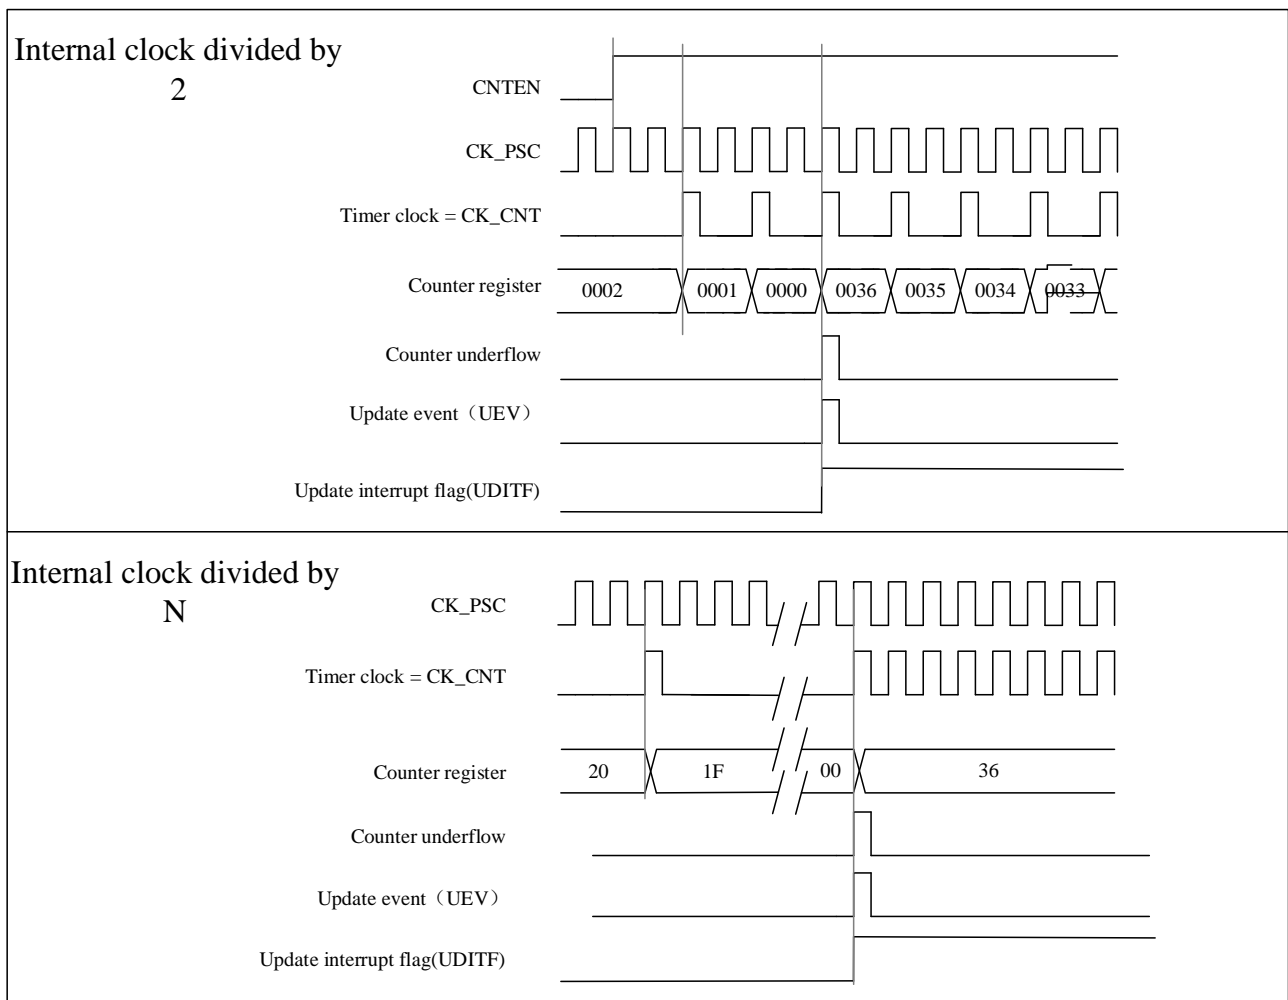 Internal clock divided by
2
CNTEN
CK_PSC
Timer clock = CK_CNT
Counter register
0002 0001 0000 0036 0035 0034 0033
Counter underflow
Update event（UEV）
Update interrupt flag(UDITF)
Internal clock divided by
N
CK_PSC
Timer clock = CK_CNT
Counter register
20 1F 00 36
Counter underflow
Update event（UEV）
Update interrupt flag(UDITF)